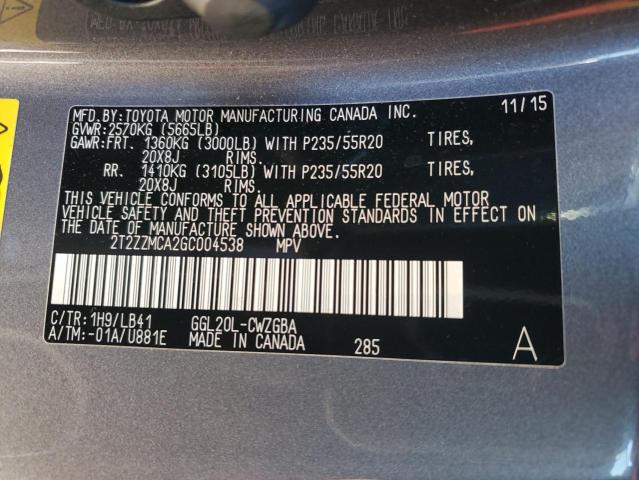 MFD.BY:TOYOTA MOTOR MANUFACTURING CANADA INC. 11/15
GVWR:2570KG (5665LB)
GAWR:FRT. 1360KG (3000LB) WITH P235/55R20 TIRES,
20X8J RIMS.
RR. 1410KG (3105LB) WITH P235/55R20 TIRES,
20X8J RIMS.
THIS VEHICLE CONFORMS TO ALL APPLICABLE FEDERAL MOTOR
VEHICLE SAFETY AND THEFT PREVENTION STANDARDS IN EFFECT ON
THE DATE OF MANUFACTURE SHOWN ABOVE.
2T2ZZMCA2GC004538 MPV
C/TR:1H9/LB41 GGL20L-CWZGBA
A/TM:-01A/U881E MADE IN CANADA 285 A